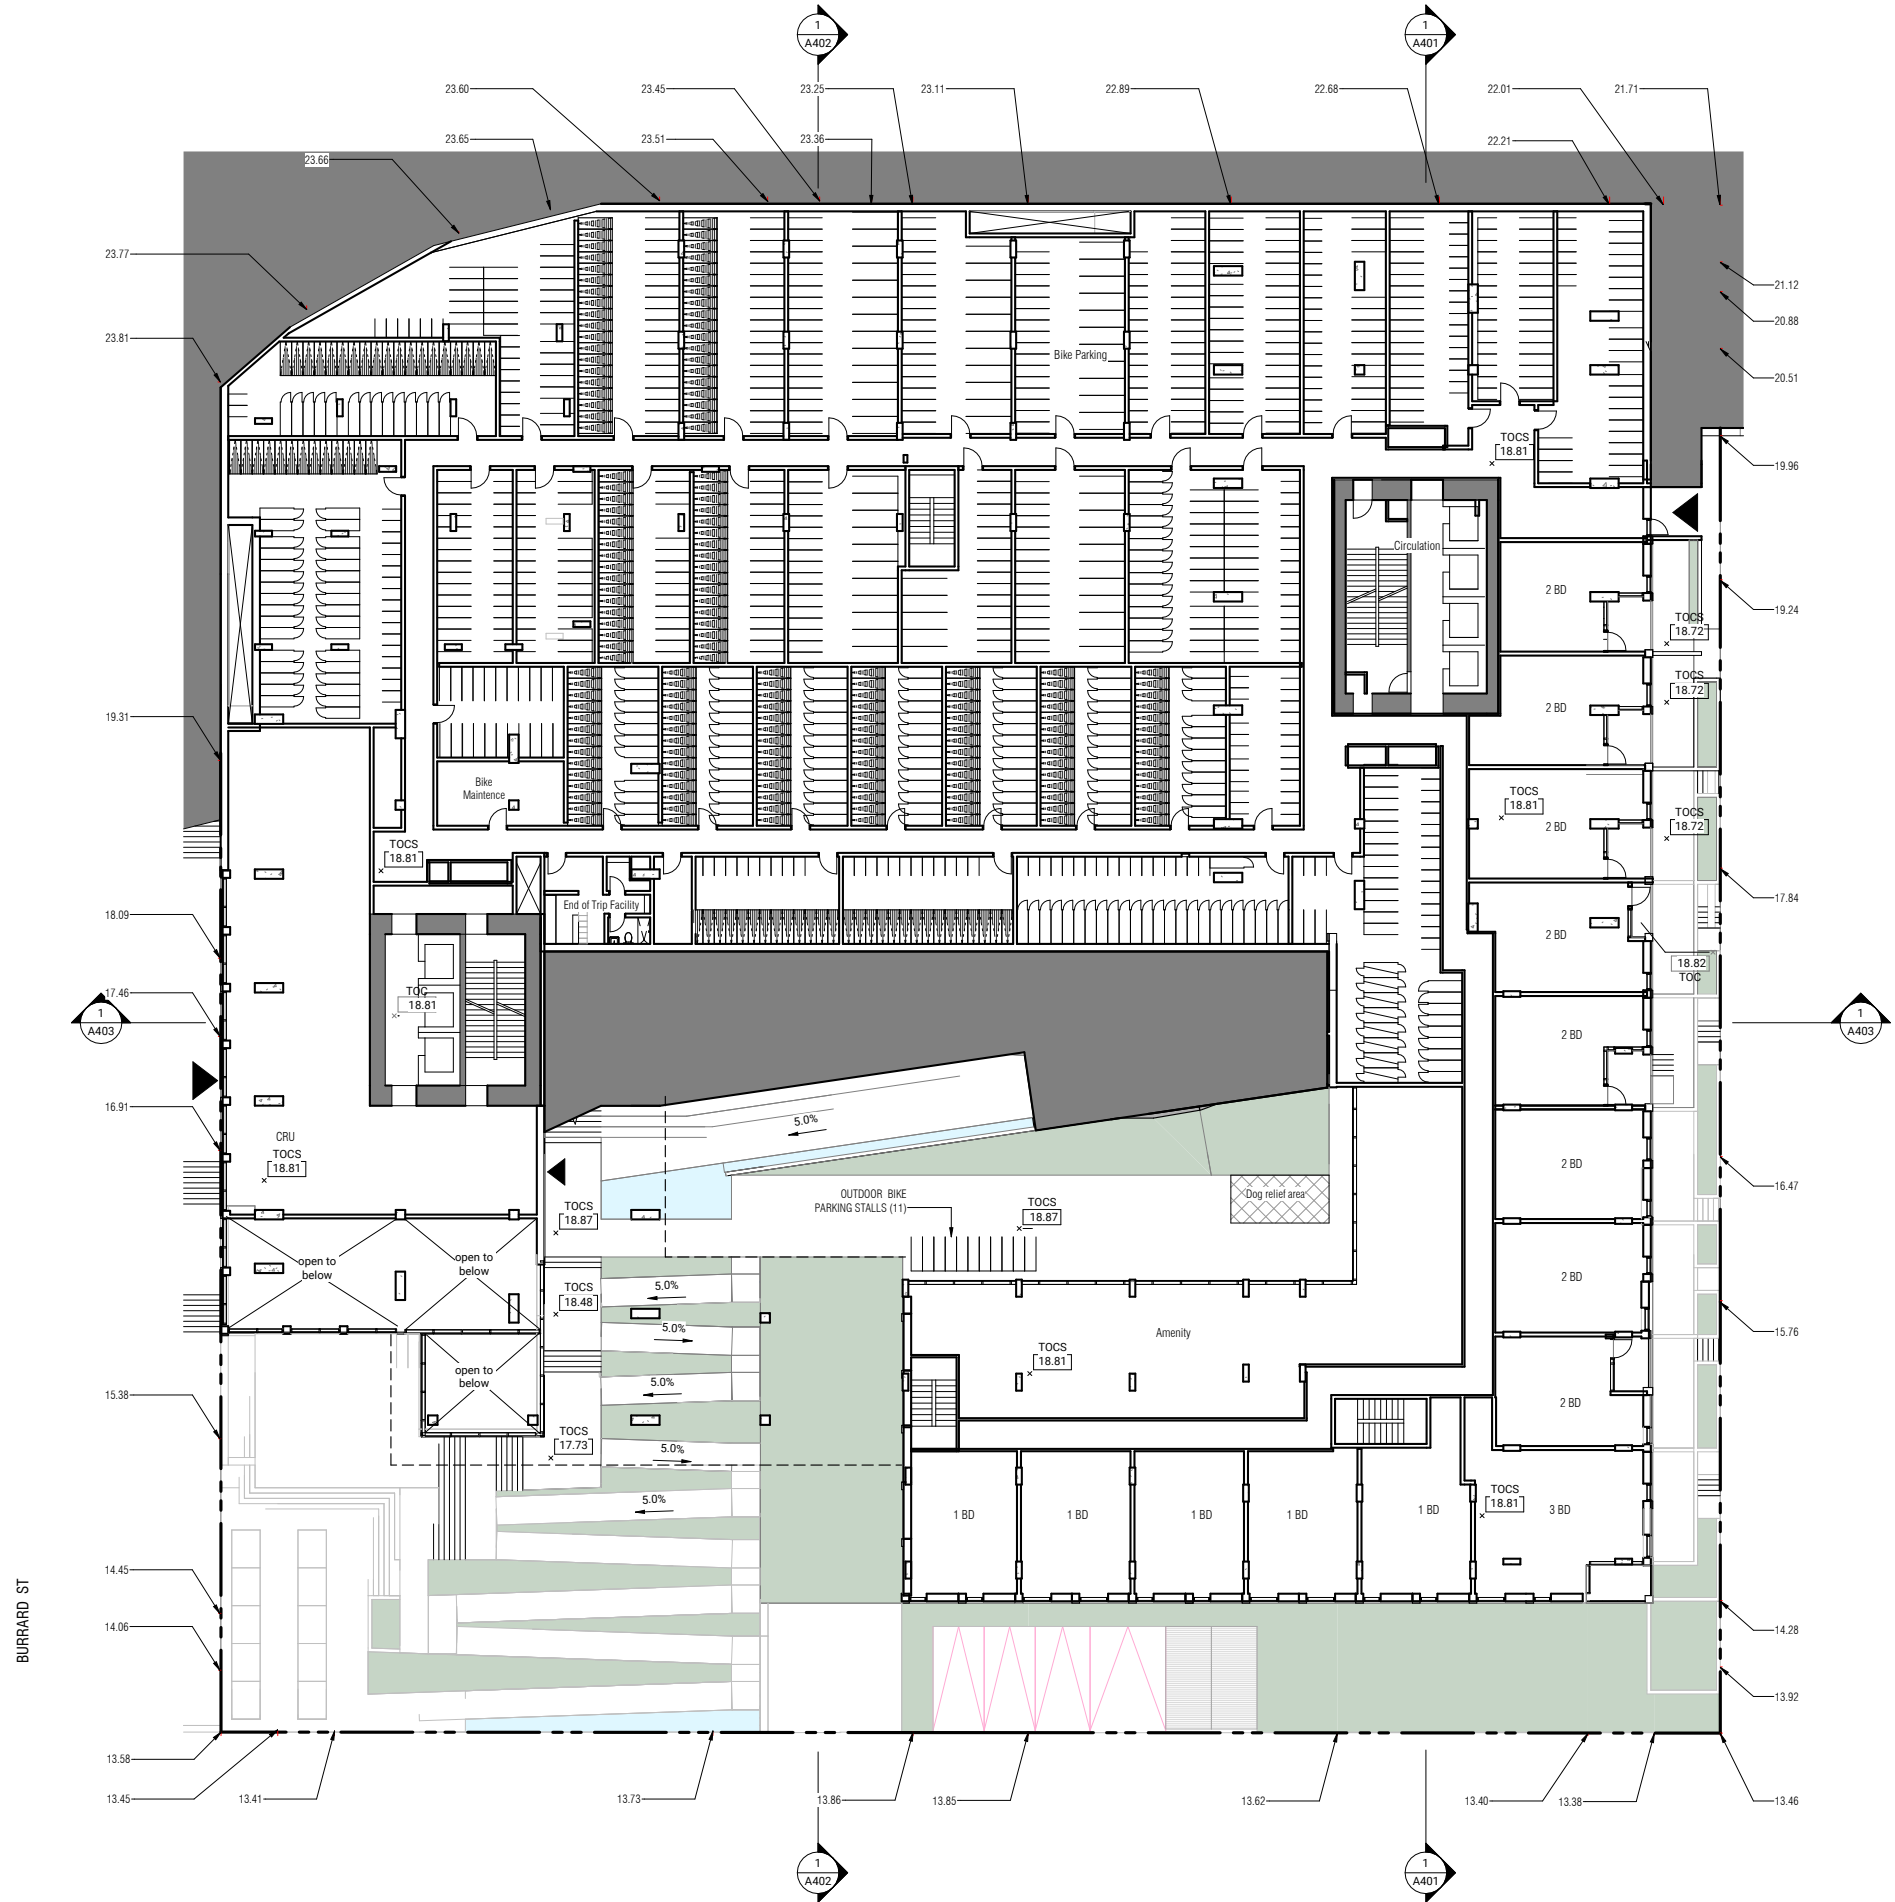 1
A402
1
A401
23.60
23.45
23.25
23.11
22.89
22.68
22.01
21.71
23.65
23.51
23.36
22.21
23.66
23.77
21.12
20.88
23.81
Bike Parking
20.51
TOCS
18.81
19.96
Circulation
2 BD
19.24
TOCS
18.72
TOCS
18.72
2 BD
19.31
Bike
Maintence
TOCS
18.81
2 BD
TOCS
18.72
TOCS
18.81
End of Trip Facility
17.84
18.09
2 BD
18.82
TOC
17.46
TOC
18.81
1
A403
1
A403
2 BD
16.91
5.0%
CRU
TOCS
18.81
2 BD
16.47
OUTDOOR BIKE
PARKING STALLS (11)
Dog relief area
TOCS
18.87
TOCS
18.87
open to
below
open to
below
2 BD
TOCS
18.48
5.0%
5.0%
15.76
Amenity
TOCS
18.81
open to
below
5.0%
15.38
2 BD
TOCS
17.73
5.0%
5.0%
TOCS
18.81
1 BD
1 BD
1 BD
1 BD
1 BD
3 BD
14.45
BURRARD ST
14.06
14.28
13.92
13.58
13.45
13.41
13.73
13.86
13.85
13.62
13.40
13.38
13.46
1
A402
1
A401